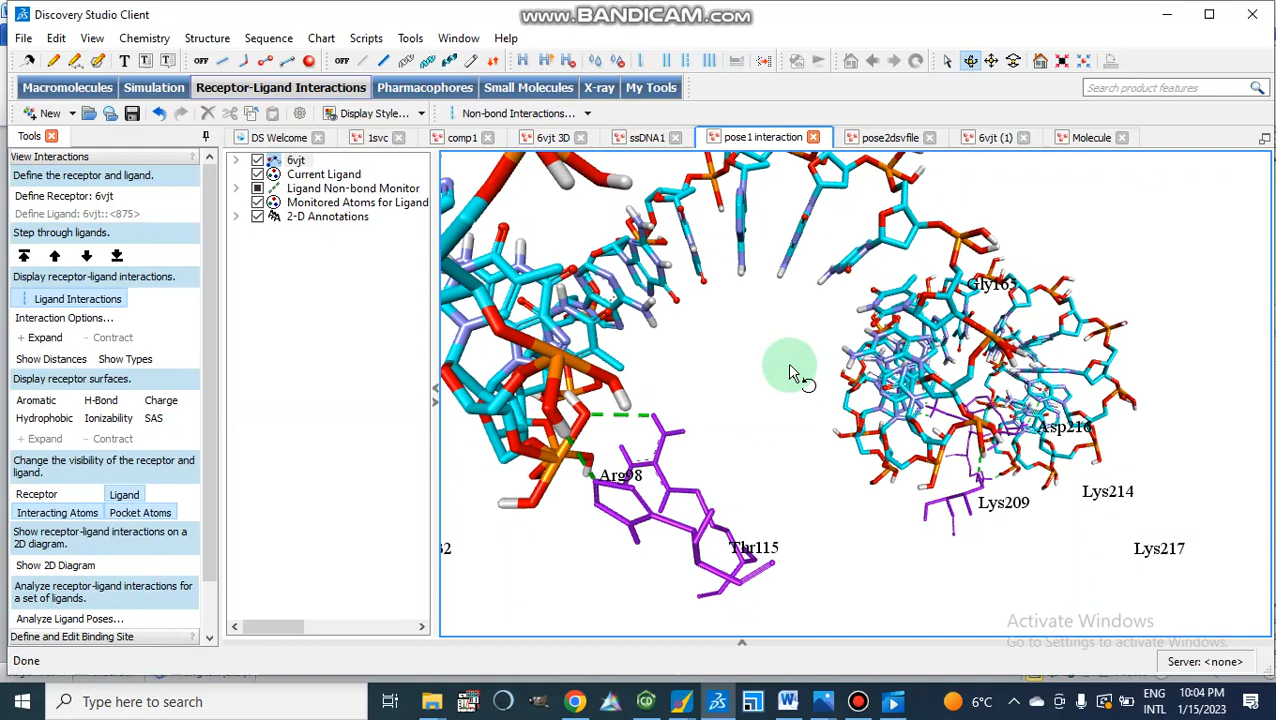 Discovery Studio Client
www.BANDICAM.com
File Edit View Chemistry Structure Sequence Chart Scripts Tools Window Help
OFF OFF
Macromolecules Simulation Receptor-Ligand Interactions Pharmacophores Small Molecules X-ray My Tools Search product features
New Display Style... Non-bond Interactions...
Tools DS Welcome 1svc comp1 6vjt 3D ssDNA1 pose1 interaction pose2dsvfile 6vjt (1) Molecule
View Interactions ?
Define the receptor and ligand.
Define Receptor: 6vjt
Define Ligand: 6vjt::<875>
Step through ligands.
Display receptor-ligand interactions.
Ligand Interactions
Interaction Options...
+ Expand - Contract
Show Distances Show Types
Display receptor surfaces.
Aromatic H-Bond Charge
Hydrophobic Ionizability SAS
+ Expand - Contract
Change the visibility of the receptor and
ligand.
Receptor Ligand
Interacting Atoms Pocket Atoms
Show receptor-ligand interactions on a
2D diagram.
Show 2D Diagram
Analyze receptor-ligand interactions for
a set of ligands.
Analyze Ligand Poses...
Define and Edit Binding Site ?
6vjt
Current Ligand
Ligand Non-bond Monitor
Monitored Atoms for Ligand
2-D Annotations
Gly165
Asp216
Arg98
Lys209
Lys214
Thr115
Lys217
Activate Windows
Go to Settings to activate Windows.
Done Server: <none>
Type here to search 6°C ENG INTL 10:04 PM 1/15/2023